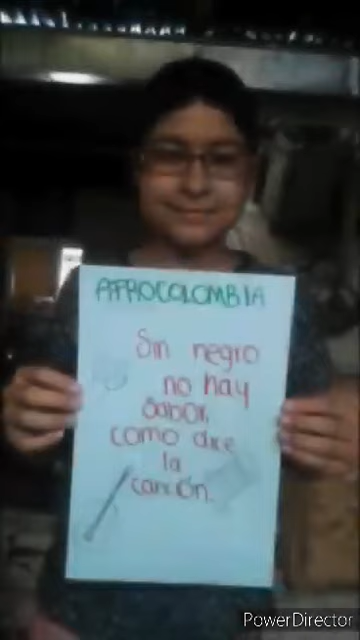 AFROCOLOMBIA
Sin negro
no hay
Sabor,
como dice
la
canción.
PowerDirector